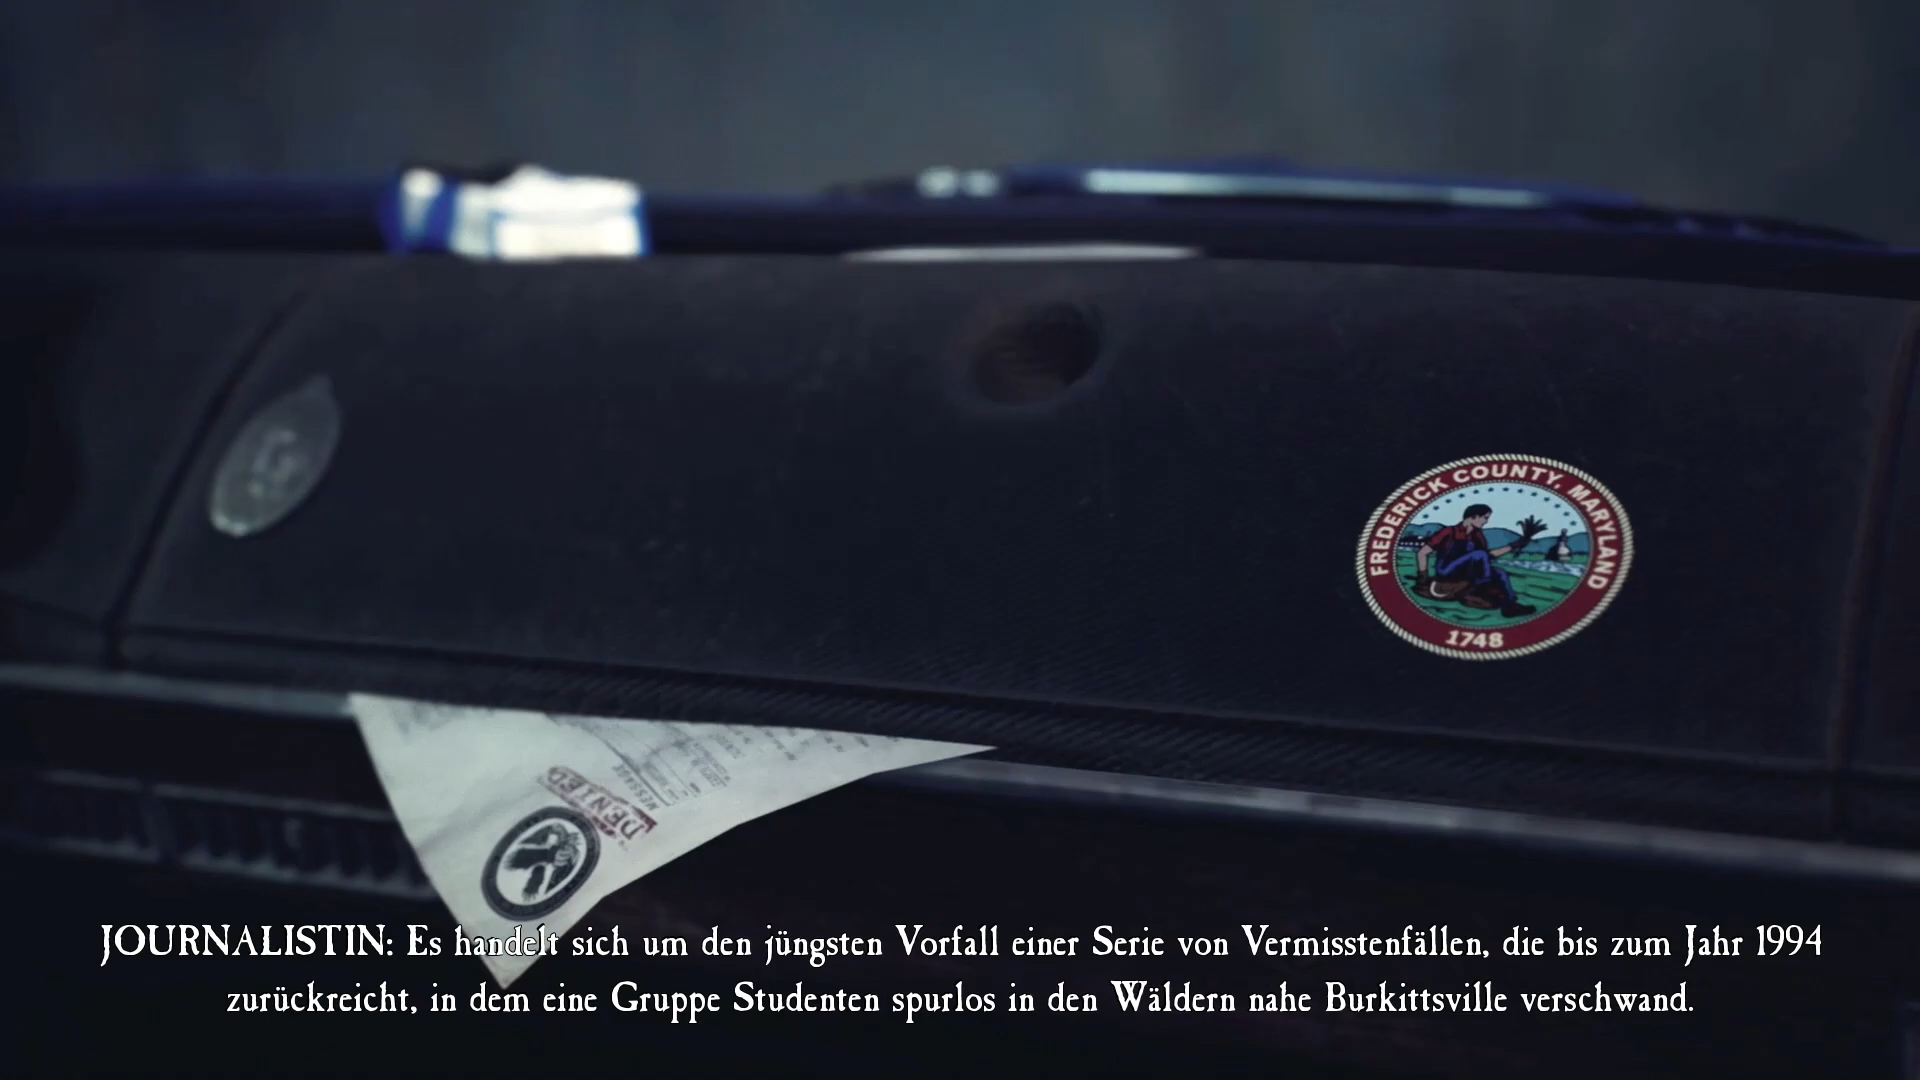 FREDERICK COUNTY, MARYLAND
1748
DENIED
MESSAGE
JOURNALISTIN: Es handelt sich um den jüngsten Vorfall einer Serie von Vermisstenfällen, die bis zum Jahr 1994
zurückreicht, in dem eine Gruppe Studenten spurlos in den Wäldern nahe Burkittsville verschwand.